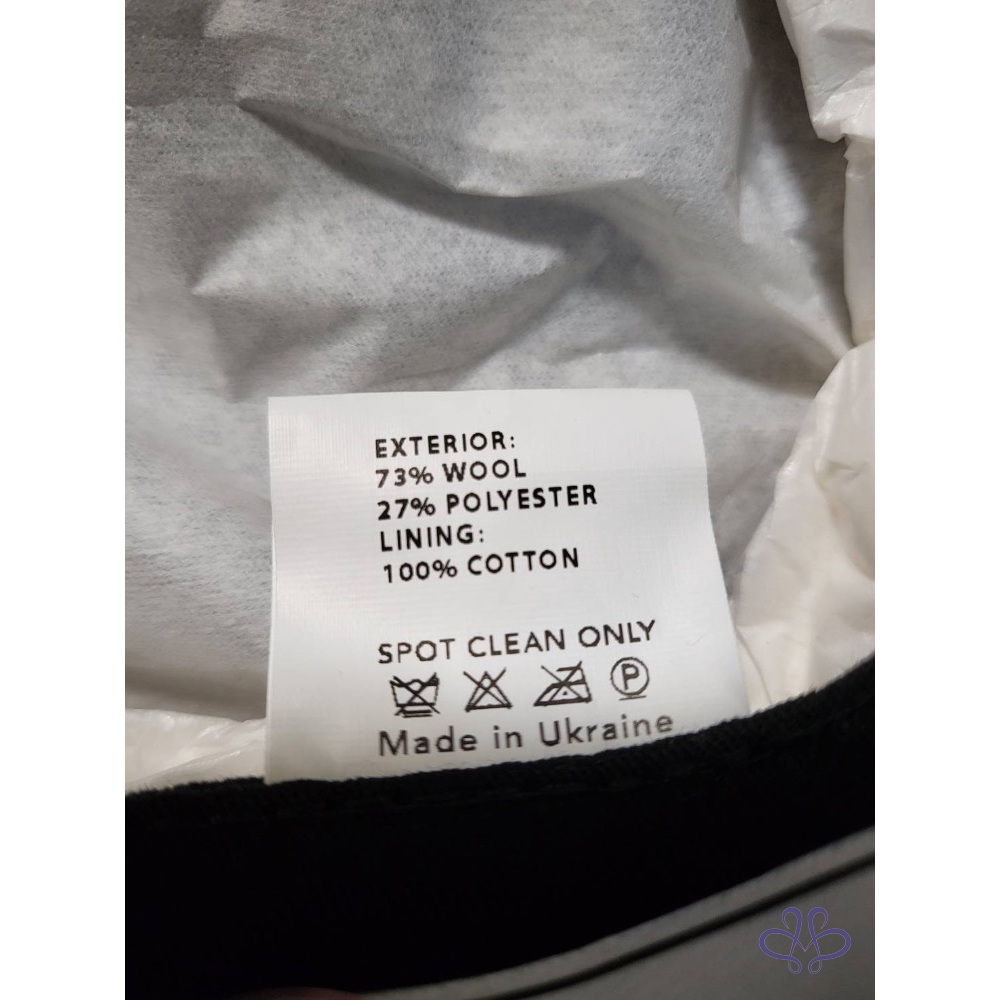 EXTERIOR:
73% WOOL
27% POLYESTER
LINING:
100% COTTON
SPOT CLEAN ONLY
P
Made in Ukraine